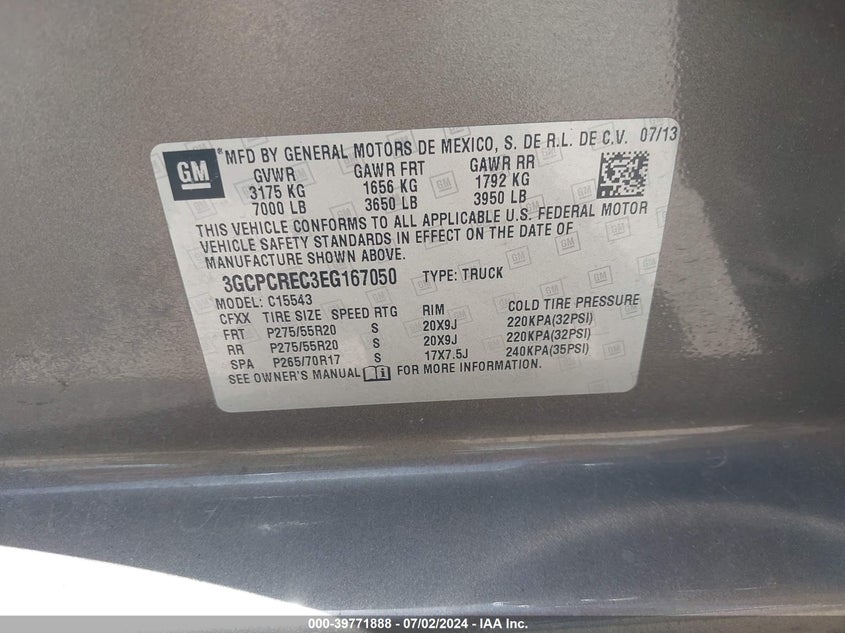 GM ® MFD BY GENERAL MOTORS DE MEXICO, S. DE R.L. DE C.V. 07/13
GVWR GAWR FRT GAWR RR
3175 KG 1656 KG 1792 KG
7000 LB 3650 LB 3950 LB
THIS VEHICLE CONFORMS TO ALL APPLICABLE U.S. FEDERAL MOTOR
VEHICLE SAFETY STANDARDS IN EFFECT ON THE DATE OF
MANUFACTURE SHOWN ABOVE.
3GCPCREC3EG167050 TYPE: TRUCK
MODEL: C15543
CFXX TIRE SIZE SPEED RTG RIM COLD TIRE PRESSURE
FRT P275/55R20 S 20X9J 220KPA(32PSI)
RR P275/55R20 S 20X9J 220KPA(32PSI)
SPA P265/70R17 S 17X7.5J 240KPA(35PSI)
SEE OWNER'S MANUAL FOR MORE INFORMATION.
000-39771888 - 07/02/2024 - IAA Inc.